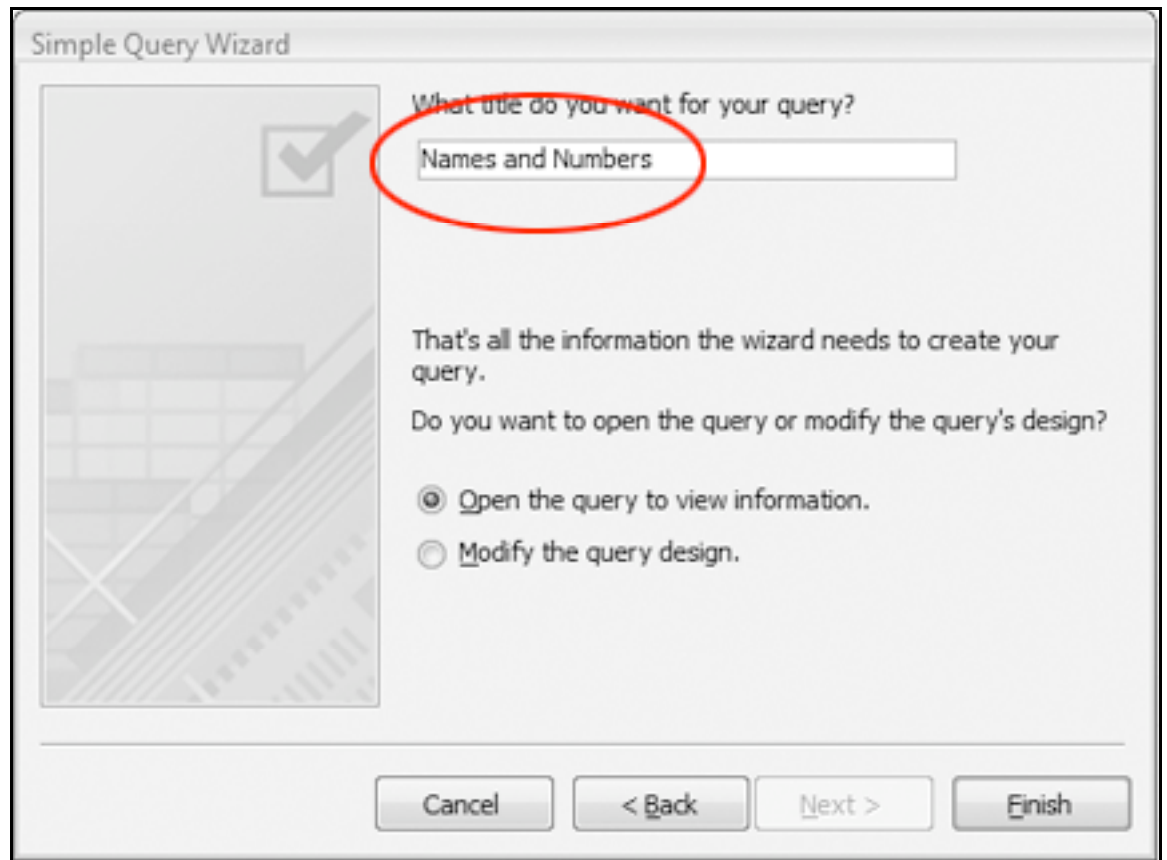 Simple Query Wizard
What title do you want for your query?
Names and Numbers
That's all the information the wizard needs to create your
query.
Do you want to open the query or modify the query's design?
Open the query to view information.
Modify the query design.
Cancel
< Back
Next >
Finish